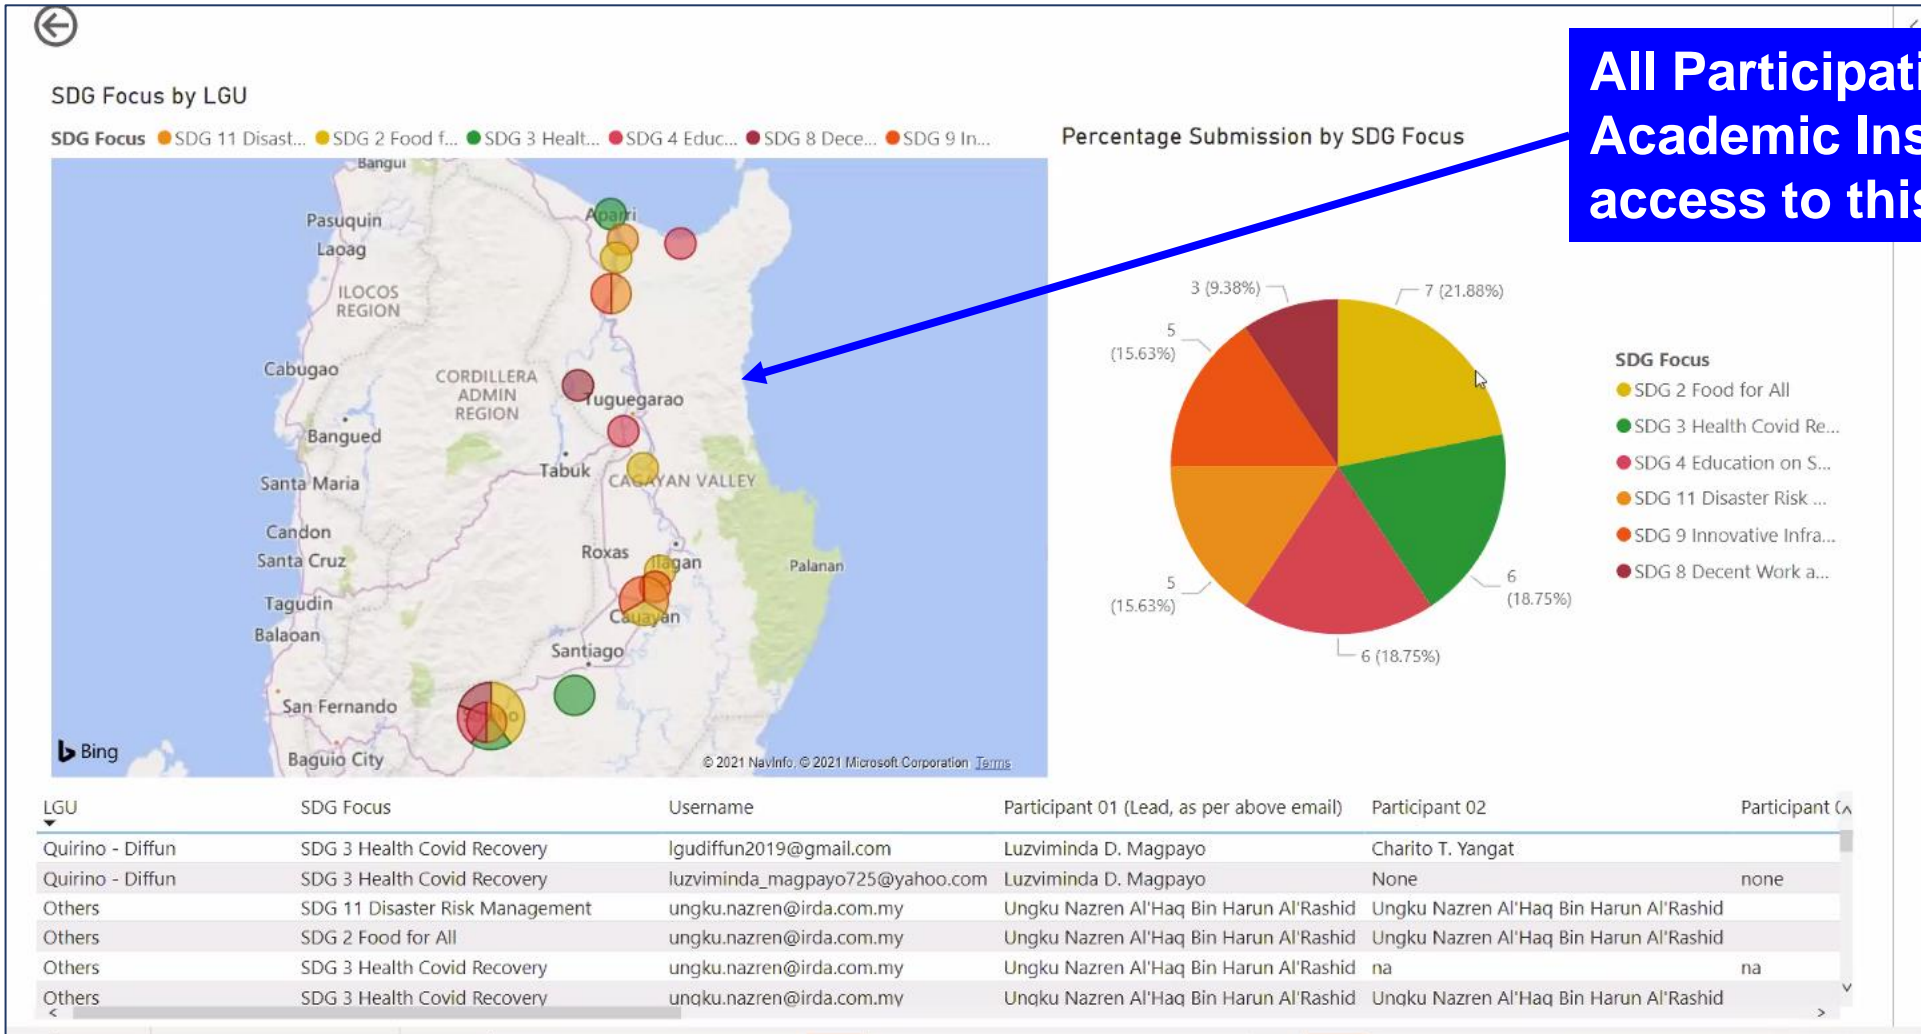 SDG Focus by LGU
SDG Focus SDG 11 Disast... SDG 2 Food f... SDG 3 Healt... SDG 4 Educ... SDG 8 Dece... SDG 9 In...
Bangui
Pasuquin
Aparri
Laoag
ILOCOS
REGION
Cabugao
CORDILLERA
ADMIN
REGION
Tuguegarao
Bangued
Tabuk
CAGAYAN VALLEY
Santa Maria
Candon
Santa Cruz
Roxas
Ilagan
Palanan
Tagudin
Cauayan
Balaoan
Santiago
San Fernando
Bing
Baguio City
© 2021 NavInfo, © 2021 Microsoft Corporation Terms
All Participati
Academic Ins
access to this
Percentage Submission by SDG Focus
3 (9.38%)
7 (21.88%)
5
(15.63%)
5
(15.63%)
6
(18.75%)
6 (18.75%)
SDG Focus
SDG 2 Food for All
SDG 3 Health Covid Re...
SDG 4 Education on S...
SDG 11 Disaster Risk ...
SDG 9 Innovative Infra...
SDG 8 Decent Work a...
LGU SDG Focus Username Participant 01 (Lead, as per above email) Participant 02 Participant
Quirino - Diffun SDG 3 Health Covid Recovery lgudiffun2019@gmail.com Luzviminda D. Magpayo Charito T. Yangat
Quirino - Diffun SDG 3 Health Covid Recovery luzviminda_magpayo725@yahoo.com Luzviminda D. Magpayo None none
Others SDG 11 Disaster Risk Management ungku.nazren@irda.com.my Ungku Nazren Al'Haq Bin Harun Al'Rashid Ungku Nazren Al'Haq Bin Harun Al'Rashid
Others SDG 2 Food for All ungku.nazren@irda.com.my Ungku Nazren Al'Haq Bin Harun Al'Rashid Ungku Nazren Al'Haq Bin Harun Al'Rashid
Others SDG 3 Health Covid Recovery ungku.nazren@irda.com.my Ungku Nazren Al'Haq Bin Harun Al'Rashid na na
Others SDG 3 Health Covid Recovery ungku.nazren@irda.com.my Ungku Nazren Al'Haq Bin Harun Al'Rashid Ungku Nazren Al'Haq Bin Harun Al'Rashid